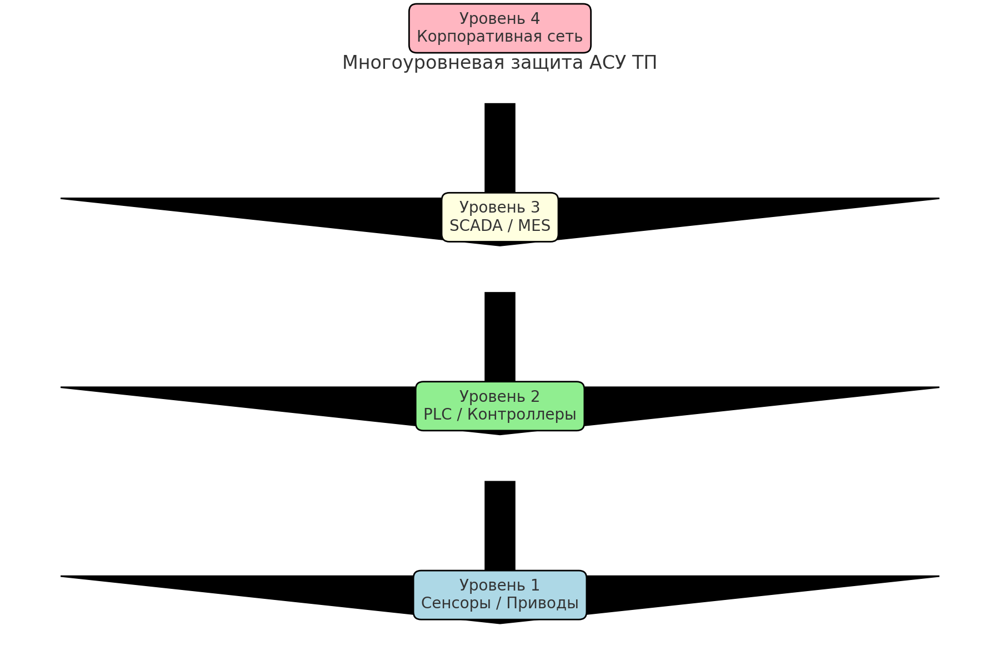 Уровень 4
Корпоративная сеть
Многоуровневая защита АСУ ТП
Уровень 3
SCADA / MES
Уровень 2
PLC / Контроллеры
Уровень 1
Сенсоры / Приводы